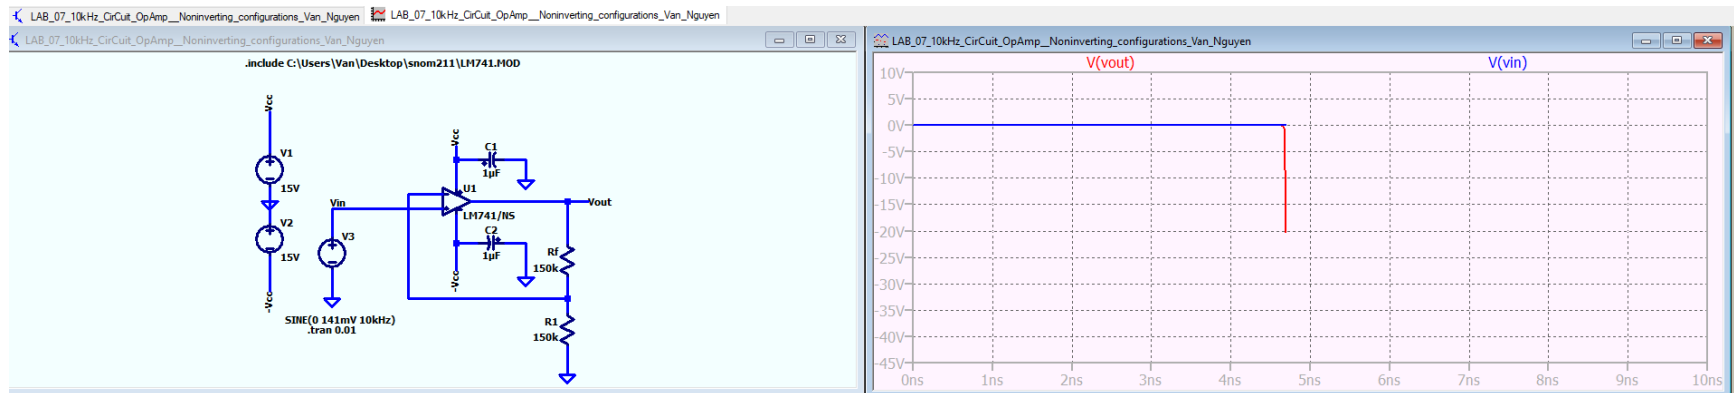 LAB_07_10kHz_CirCuit_OpAmp__Noninverting_configurations_Van_Nguyen
LAB_07_10kHz_CirCuit_OpAmp__Noninverting_configurations_Van_Nguyen
LAB_07_10kHz_CirCuit_OpAmp__Noninverting_configurations_Van_Nguyen
.include C:\Users\Van\Desktop\snom211\LM741.MOD
Vcc
V1
15V
V2
15V
-Vcc
Vin
V3
SINE(0 141mV 10kHz)
.tran 0.01
Vcc
C1
1µF
U1
LM741/NS
C2
1µF
-Vcc
Vout
Rf
150k
R1
150k
LAB_07_10kHz_CirCuit_OpAmp__Noninverting_configurations_Van_Nguyen
V(vout)
V(vin)
10V
5V
0V
-5V
-10V
-15V
-20V
-25V
-30V
-35V
-40V
-45V
0ns
1ns
2ns
3ns
4ns
5ns
6ns
7ns
8ns
9ns
10ns